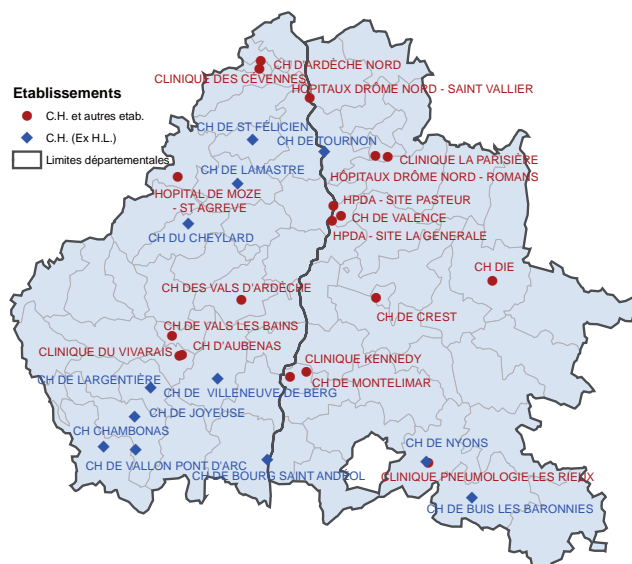 CH D'ARDÈCHE NORD
CLINIQUE DES CÉVENNES
Etablissements
HÔPITAUX DRÔME NORD - SAINT VALLIER
C.H. et autres etab.
C.H. (Ex H.L.)
CH DE ST FÉLICIEN
CH DE TOURNON
Limites départementales
CLINIQUE LA PARISIÈRE
CH DE LAMASTRE
HÔPITAUX DRÔME NORD - ROMANS
HOPITAL DE MOZE
- ST AGREVE
HPDA - SITE PASTEUR
CH DE VALENCE
CH DU CHEYLARD
HPDA - SITE LA GENERALE
CH DIE
CH DES VALS D'ARDÈCHE
CH DE CREST
CH DE VALS LES BAINS
CLINIQUE DU VIVARAIS
CH D'AUBENAS
CLINIQUE KENNEDY
CH DE LARGENTIÈRE
CH DE MONTELIMAR
CH DE VILLENEUVE DE BERG
CH DE JOYEUSE
CH CHAMBONAS
CH DE NYONS
CH DE VALLON PONT D'ARC
CH DE BOURG SAINT ANDÉOL
CLINIQUE PNEUMOLOGIE LES RIEUX
CH DE BUIS LES BARONNIES